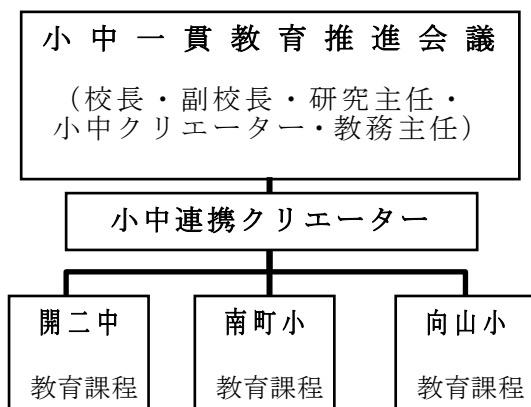 小中一貫教育推進会議
（校長・副校長・研究主任・
小中クリエーター・教務主任）
小中連携クリエーター
開二中
教育課程
南町小
教育課程
向山小
教育課程